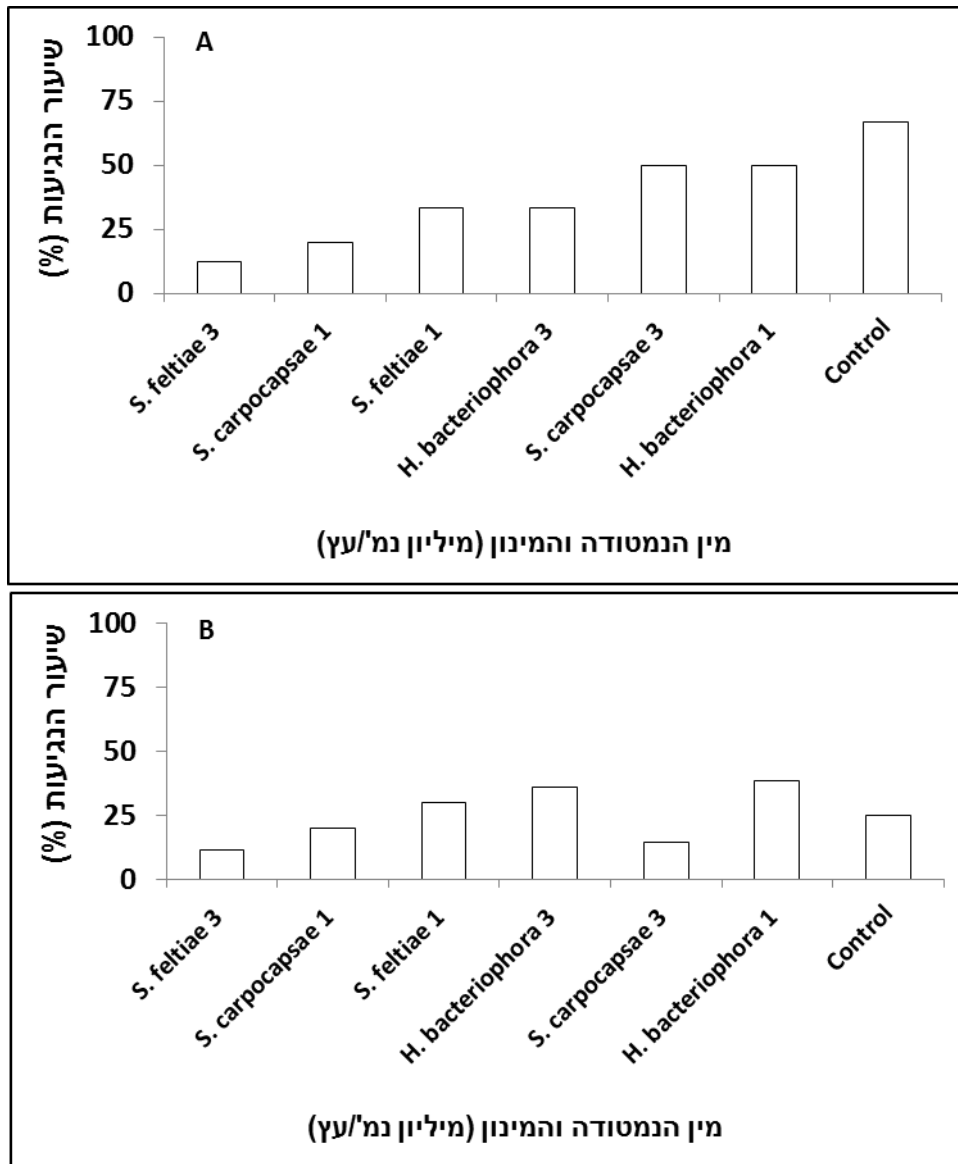 A
שיעור הנגיעות (%)
100
75
50
25
0
S. feltiae 3
S. carpocapsae 1
S. feltiae 1
H. bacteriophora 3
S. carpocapsae 3
H. bacteriophora 1
Control
מין הנמטודה והמינון (מיליון נמ'/עץ)
B
שיעור הנגיעות (%)
100
75
50
25
0
S. feltiae 3
S. carpocapsae 1
S. feltiae 1
H. bacteriophora 3
S. carpocapsae 3
H. bacteriophora 1
Control
מין הנמטודה והמינון (מיליון נמ'/עץ)